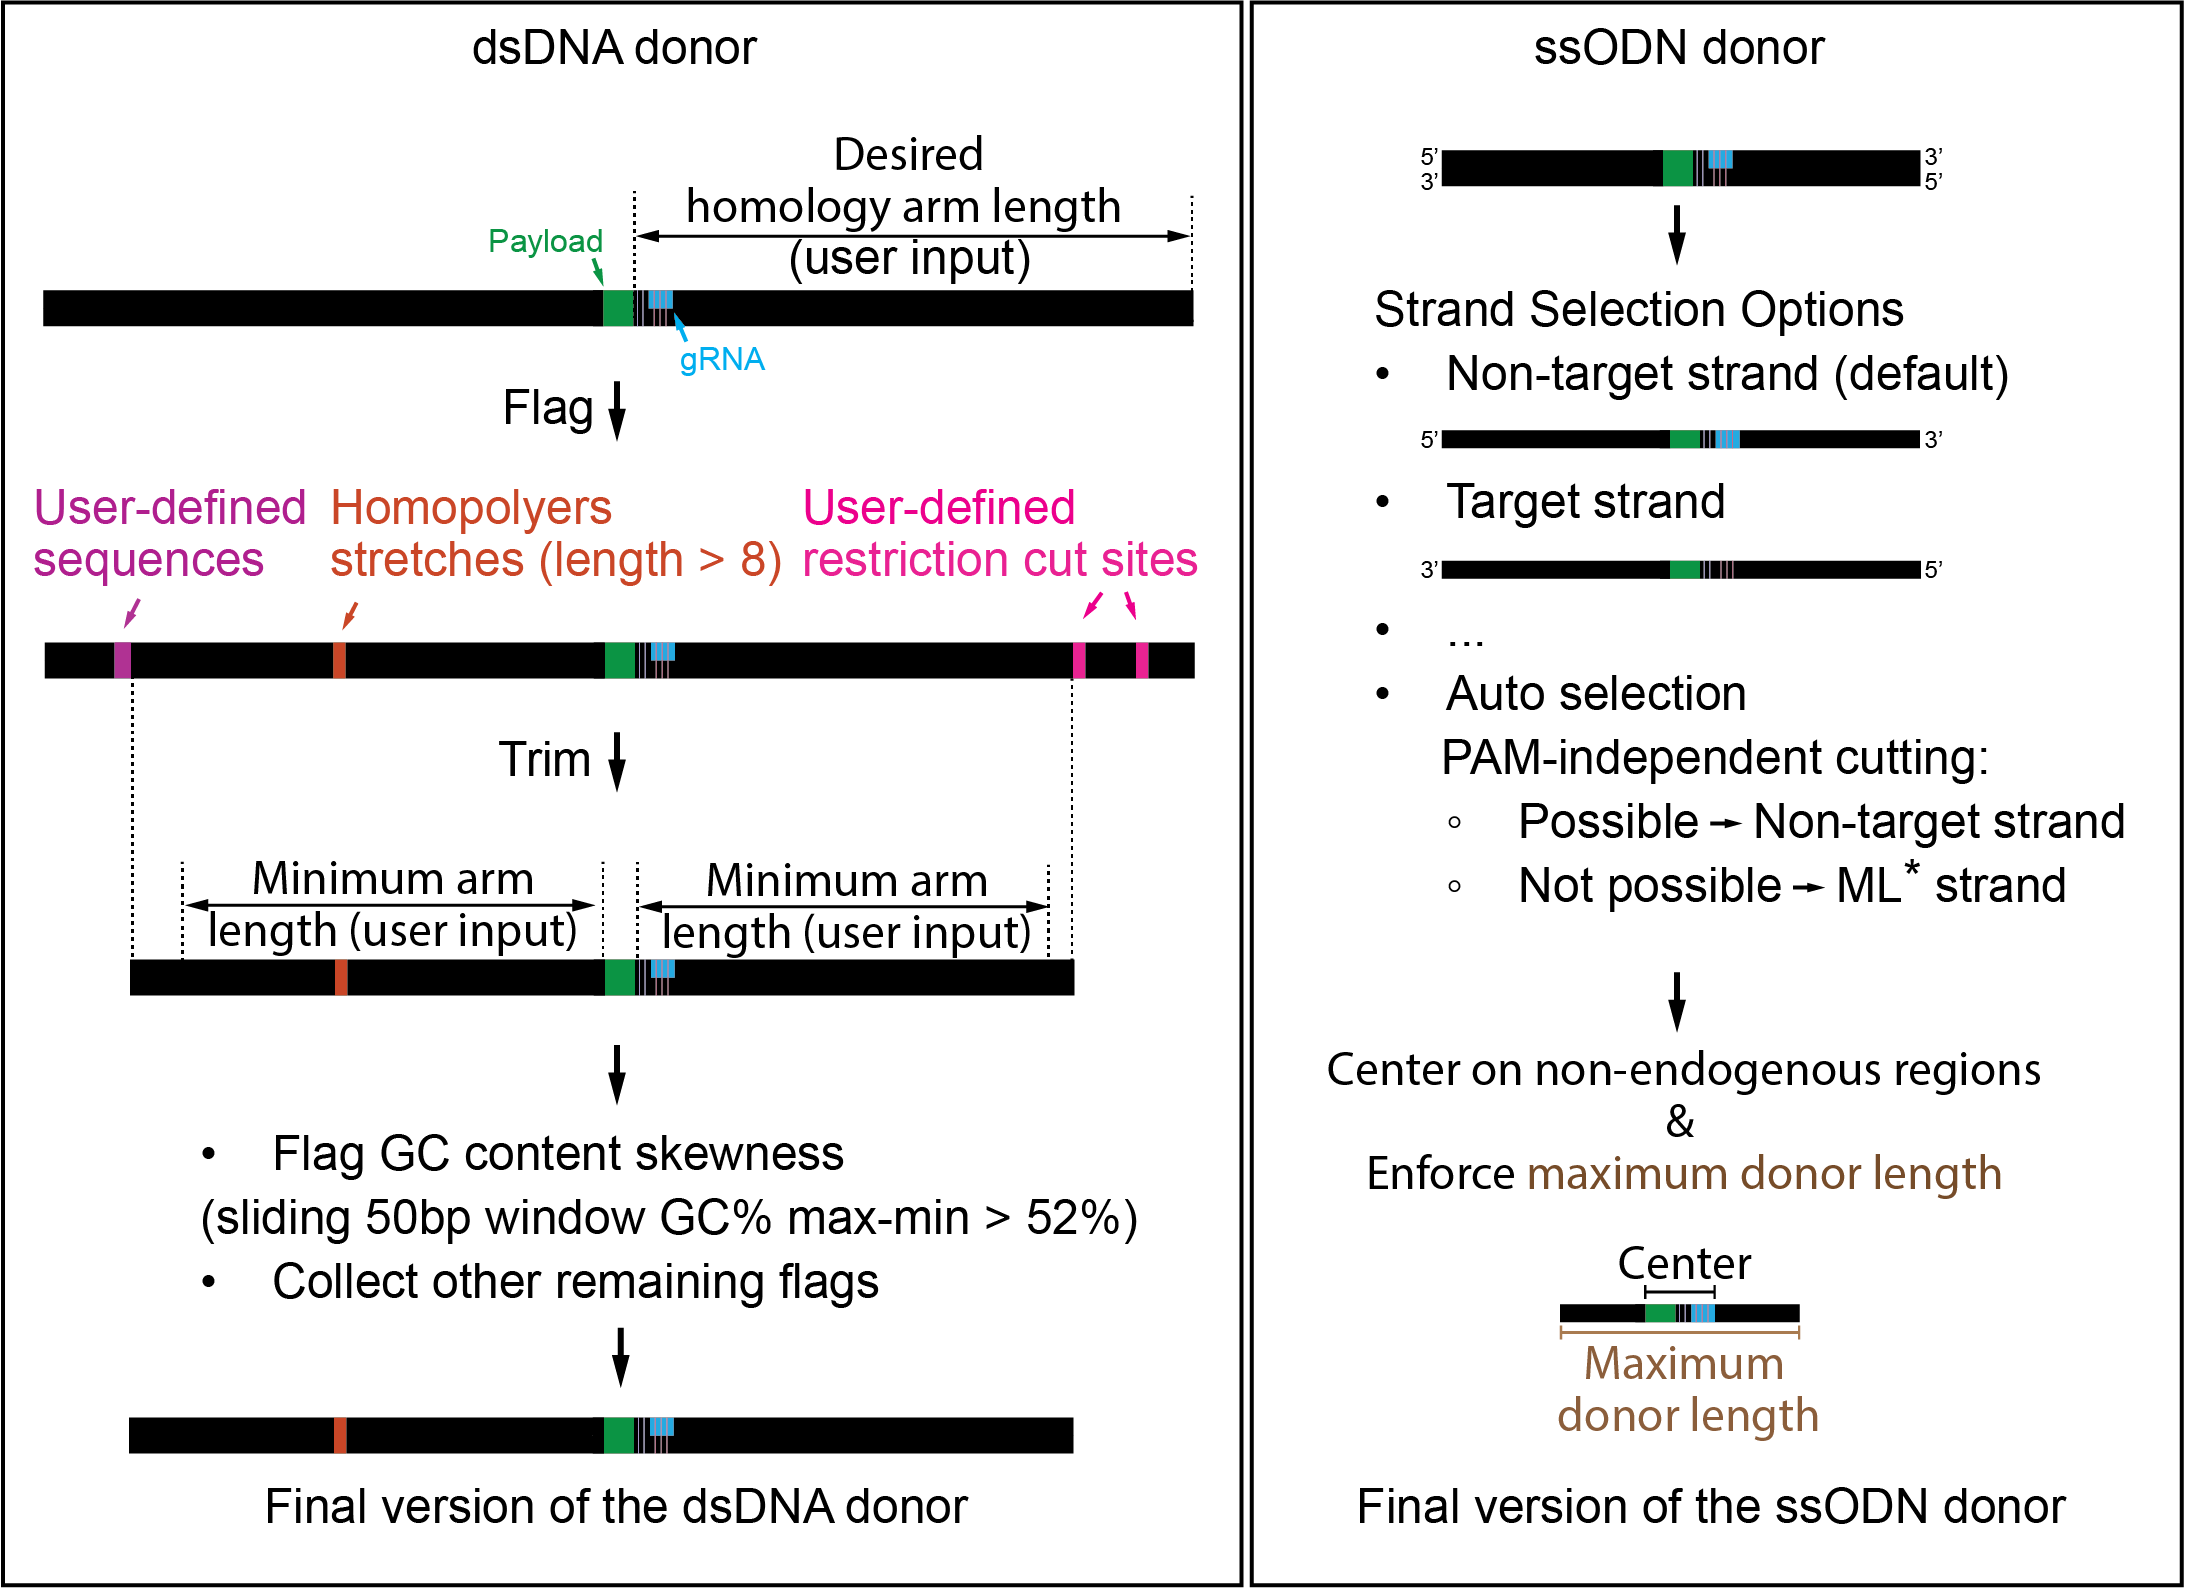 dsDNA donor
Desired
homology arm length
(user input)
Payload
gRNA
Flag
User-defined
sequences
Homopolyers
stretches (length > 8)
User-defined
restriction cut sites
Trim
Minimum arm
length (user input)
Minimum arm
length (user input)
• Flag GC content skewness
(sliding 50bp window GC% max-min > 52%)
• Collect other remaining flags
Final version of the dsDNA donor
ssODN donor
5’ 3’
3’ 5’
Strand Selection Options
• Non-target strand (default)
5’ 3’
• Target strand
3’ 5’
• ...
• Auto selection
PAM-independent cutting:
◦ Possible → Non-target strand
◦ Not possible → ML* strand
Center on non-endogenous regions
&
Enforce maximum donor length
Center
Maximum
donor length
Final version of the ssODN donor